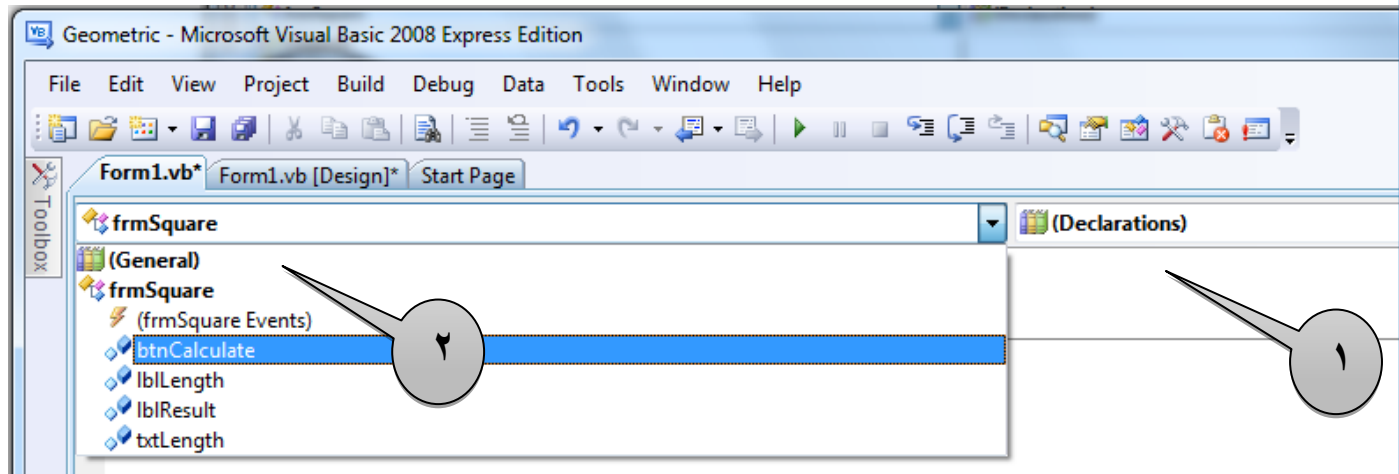 Geometric - Microsoft Visual Basic 2008 Express Edition
File Edit View Project Build Debug Data Tools Window Help
Form1.vb* Form1.vb [Design]* Start Page
Toolbox
frmSquare (Declarations)
(General)
frmSquare
(frmSquare Events)
btnCalculate
lblLength
lblResult
txtLength
٢
١